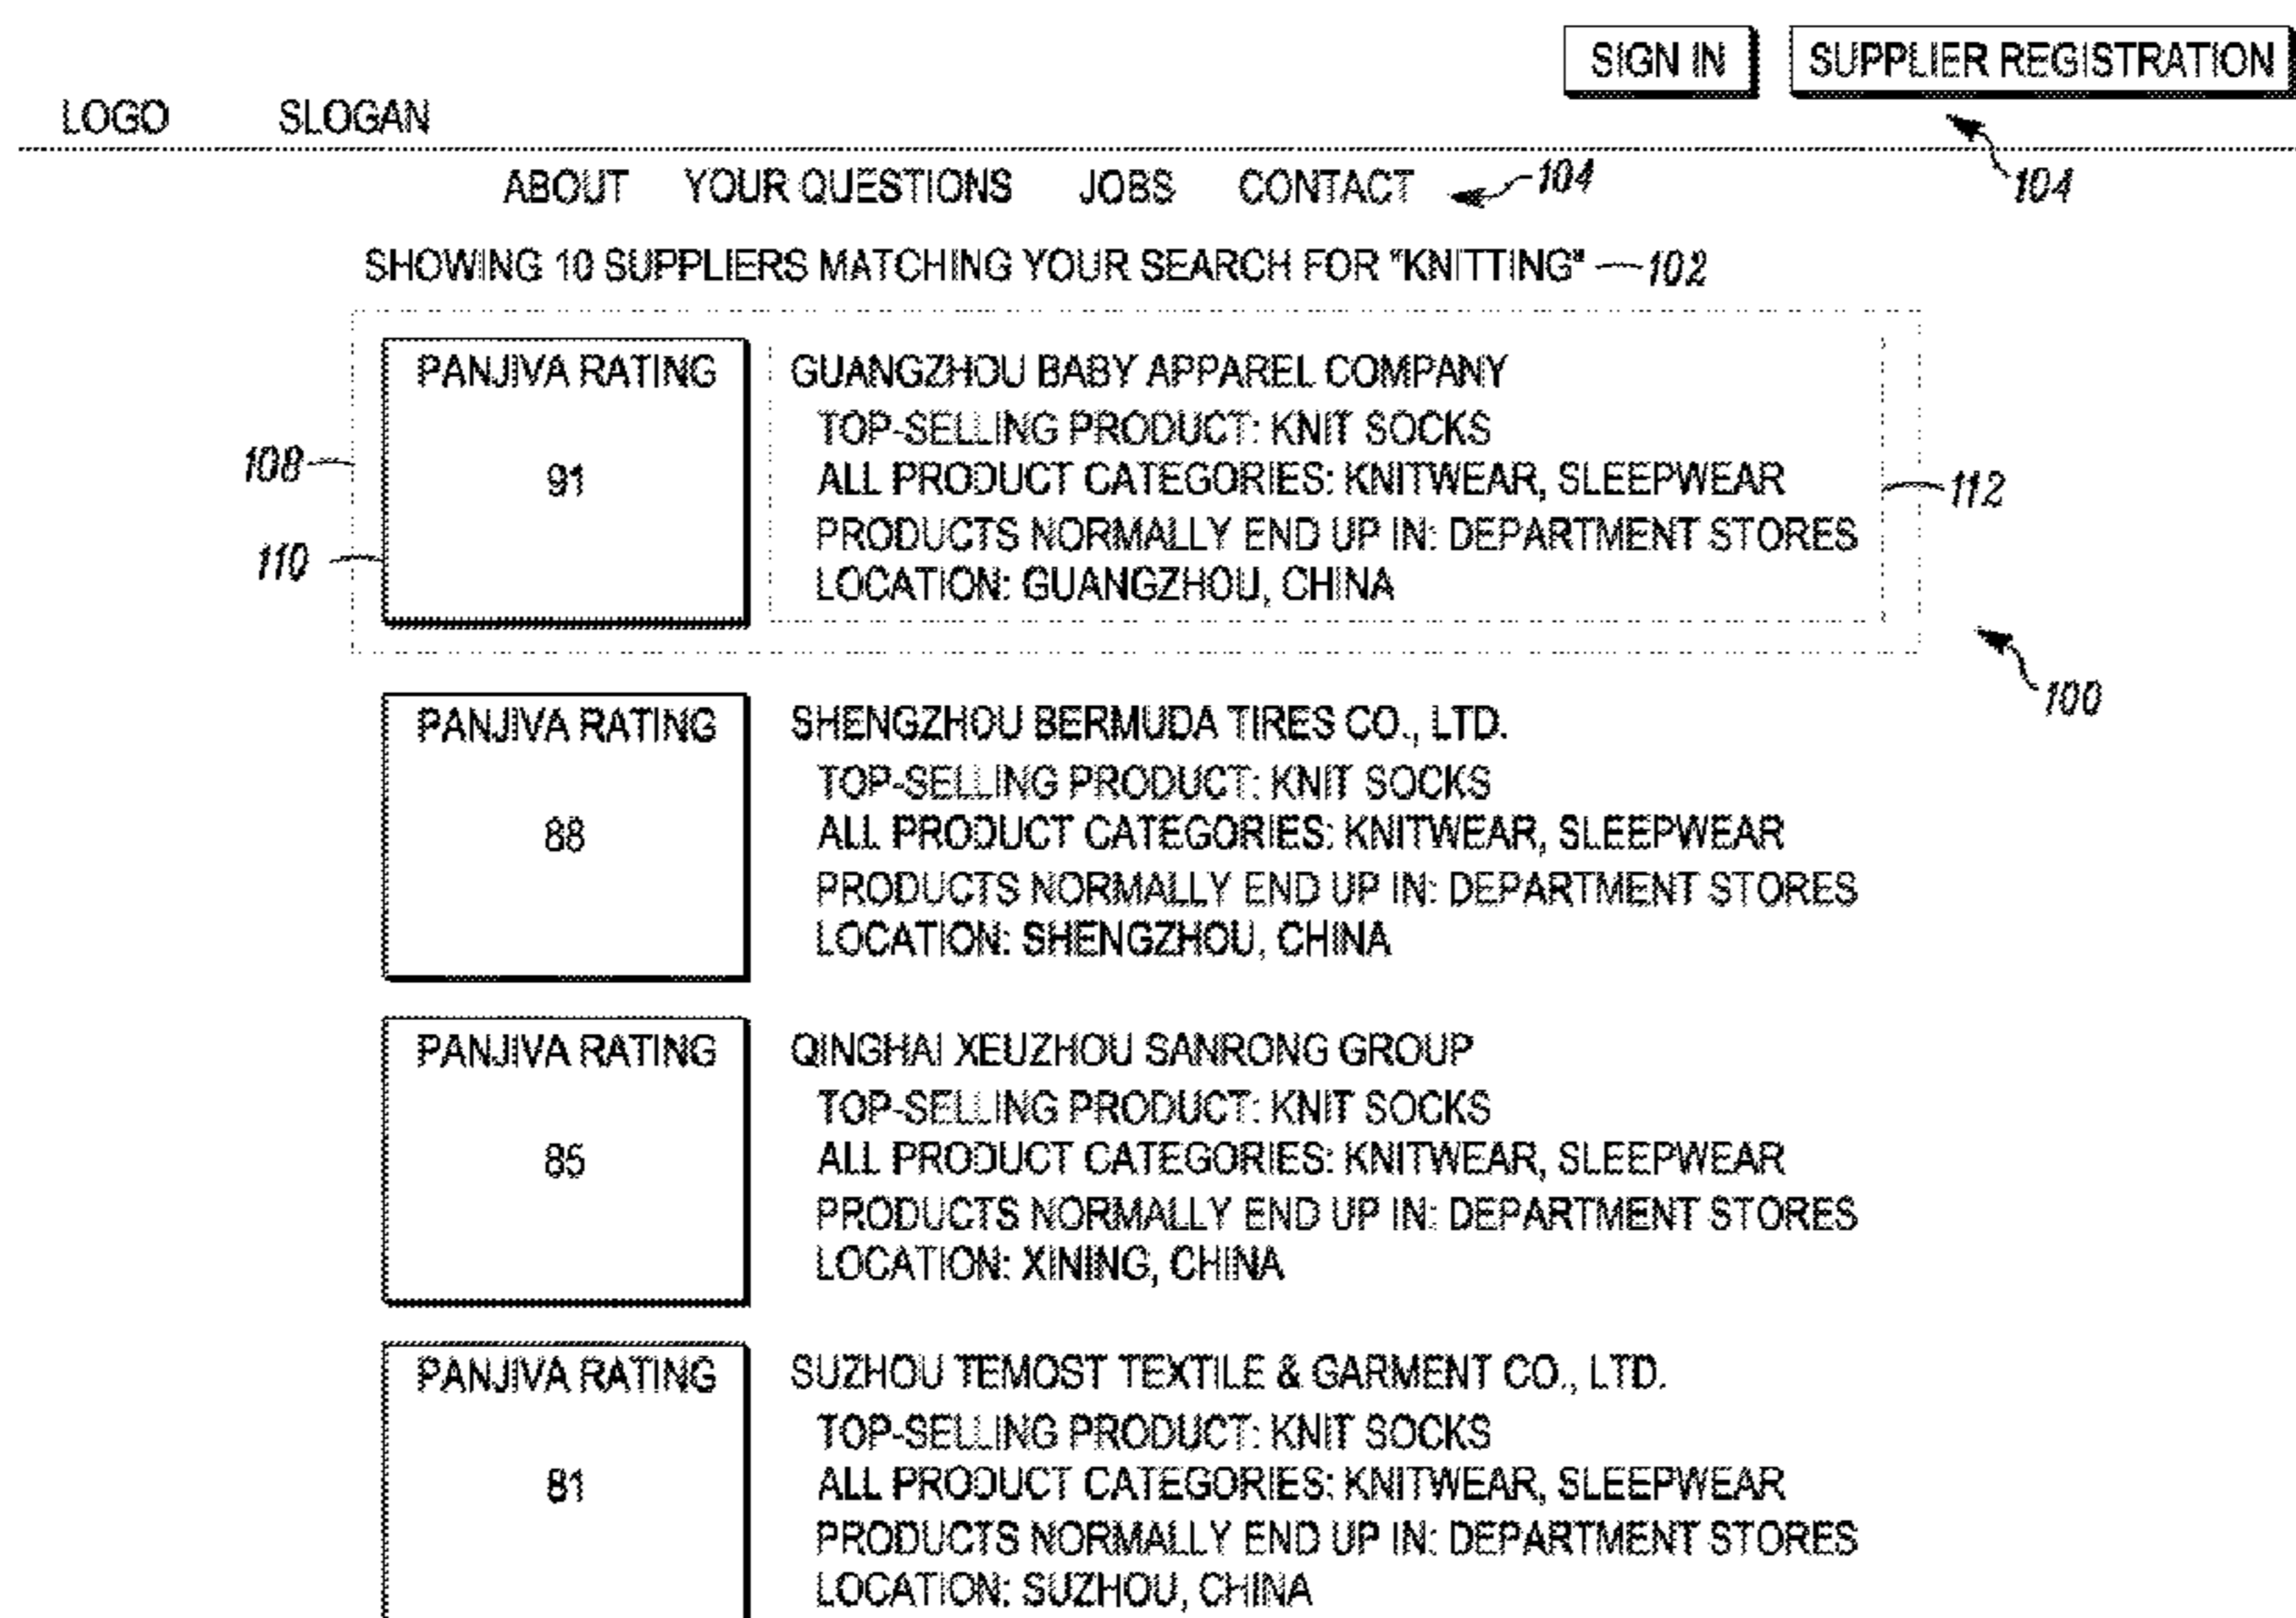 SIGN IN SUPPLIER REGISTRATION
LOGO SLOGAN
104
ABOUT YOUR QUESTIONS JOBS CONTACT 104
SHOWING 10 SUPPLIERS MATCHING YOUR SEARCH FOR "KNITTING" 102
PANJIVA RATING GUANGZHOU BABY APPAREL COMPANY
TOP-SELLING PRODUCT: KNIT SOCKS
108 91 ALL PRODUCT CATEGORIES: KNITWEAR, SLEEPWEAR 112
PRODUCTS NORMALLY END UP IN: DEPARTMENT STORES
110 LOCATION: GUANGZHOU, CHINA
100
PANJIVA RATING SHENGZHOU BERMUDA TIRES CO., LTD.
TOP-SELLING PRODUCT: KNIT SOCKS
88 ALL PRODUCT CATEGORIES: KNITWEAR, SLEEPWEAR
PRODUCTS NORMALLY END UP IN: DEPARTMENT STORES
LOCATION: SHENGZHOU, CHINA
PANJIVA RATING QINGHAI XEUZHOU SANRONG GROUP
TOP-SELLING PRODUCT: KNIT SOCKS
85 ALL PRODUCT CATEGORIES: KNITWEAR, SLEEPWEAR
PRODUCTS NORMALLY END UP IN: DEPARTMENT STORES
LOCATION: XINING, CHINA
PANJIVA RATING SUZHOU TEMOST TEXTILE & GARMENT CO., LTD.
TOP-SELLING PRODUCT: KNIT SOCKS
81 ALL PRODUCT CATEGORIES: KNITWEAR, SLEEPWEAR
PRODUCTS NORMALLY END UP IN: DEPARTMENT STORES
LOCATION: SUZHOU, CHINA